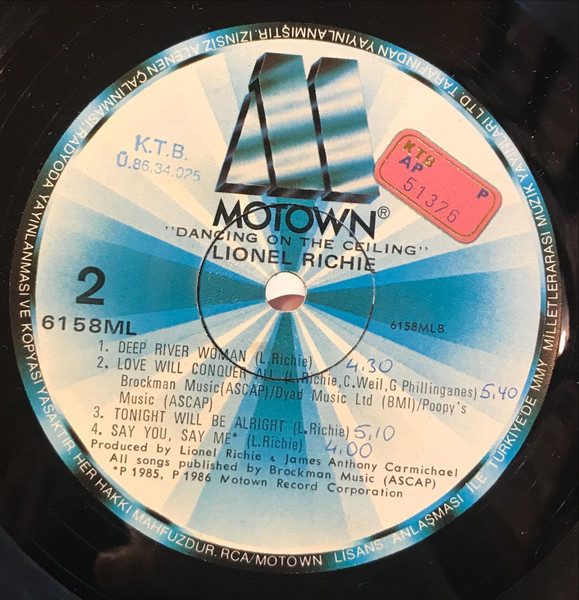 MMY MİLLETLERARASI MÜZİK YAYINLARI LTD. TARAFINDAN YAYINLANMIŞTIR. İZİNSİZ ALENEN ÇALINMASI, RADYODA YAYINLANMASI VE KOPYASI YASAKTIR HER HAKKI MAHFUZDUR. RCA/MOTOWN LİSANS ANLAŞMASI İLE TÜRKİYE'DE
K.T.B.
Ü.86.34.025
KTB
AP P
51376
MOTOWN®
"DANCING ON THE CEILING"
LIONEL RICHIE
2
6158ML
6158MLB
1. DEEP RIVER WOMAN (L.Richie) 4.30
2. LOVE WILL CONQUER ALL (L.Richie,C.Weil,G.Phillinganes) 5,40
Brockman Music(ASCAP)/Dyad Music Ltd (BMI)/Poopy's
Music (ASCAP)
3. TONIGHT WILL BE ALRIGHT (L.Richie) 5,10
4. SAY YOU, SAY ME* (L.Richie) 4.00
Produced by Lionel Richie & James Anthony Carmichael
All songs published by Brockman Music (ASCAP)
*P 1985, P 1986 Motown Record Corporation